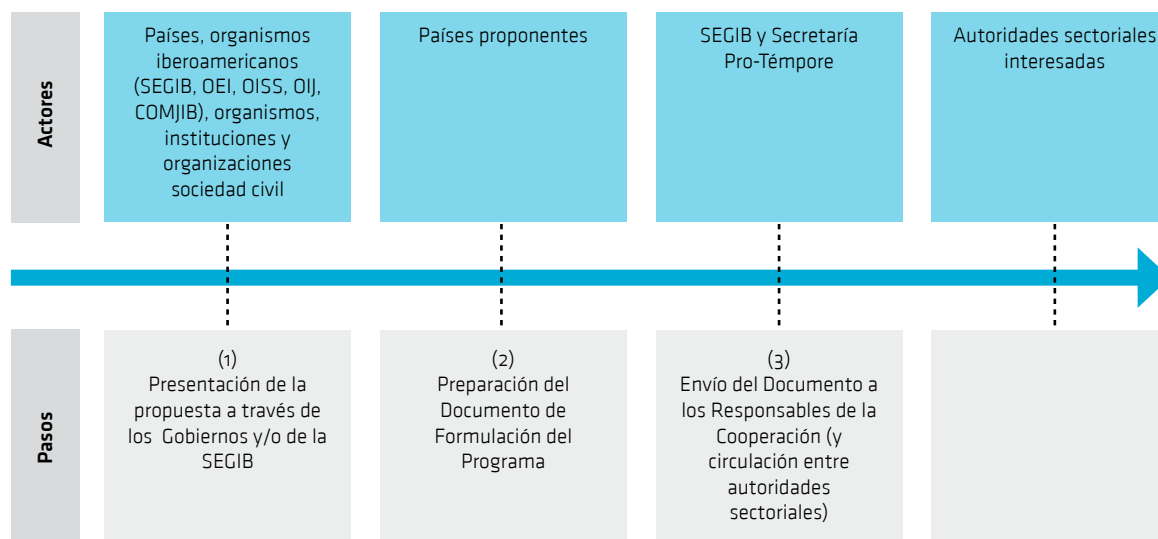 Actores
Países, organismos
iberoamericanos
(SEGIB, OEI, OISS, OIJ,
COMJIB), organismos,
instituciones y
organizaciones
sociedad civil
Países proponentes
SEGIB y Secretaría
Pro-Témpore
Autoridades sectoriales
interesadas
Pasos
(1)
Presentación de la
propuesta a través de
los Gobiernos y/o de la
SEGIB
(2)
Preparación del
Documento de
Formulación del
Programa
(3)
Envío del Documento a
los Responsables de la
Cooperación (y
circulación entre
autoridades
sectoriales)